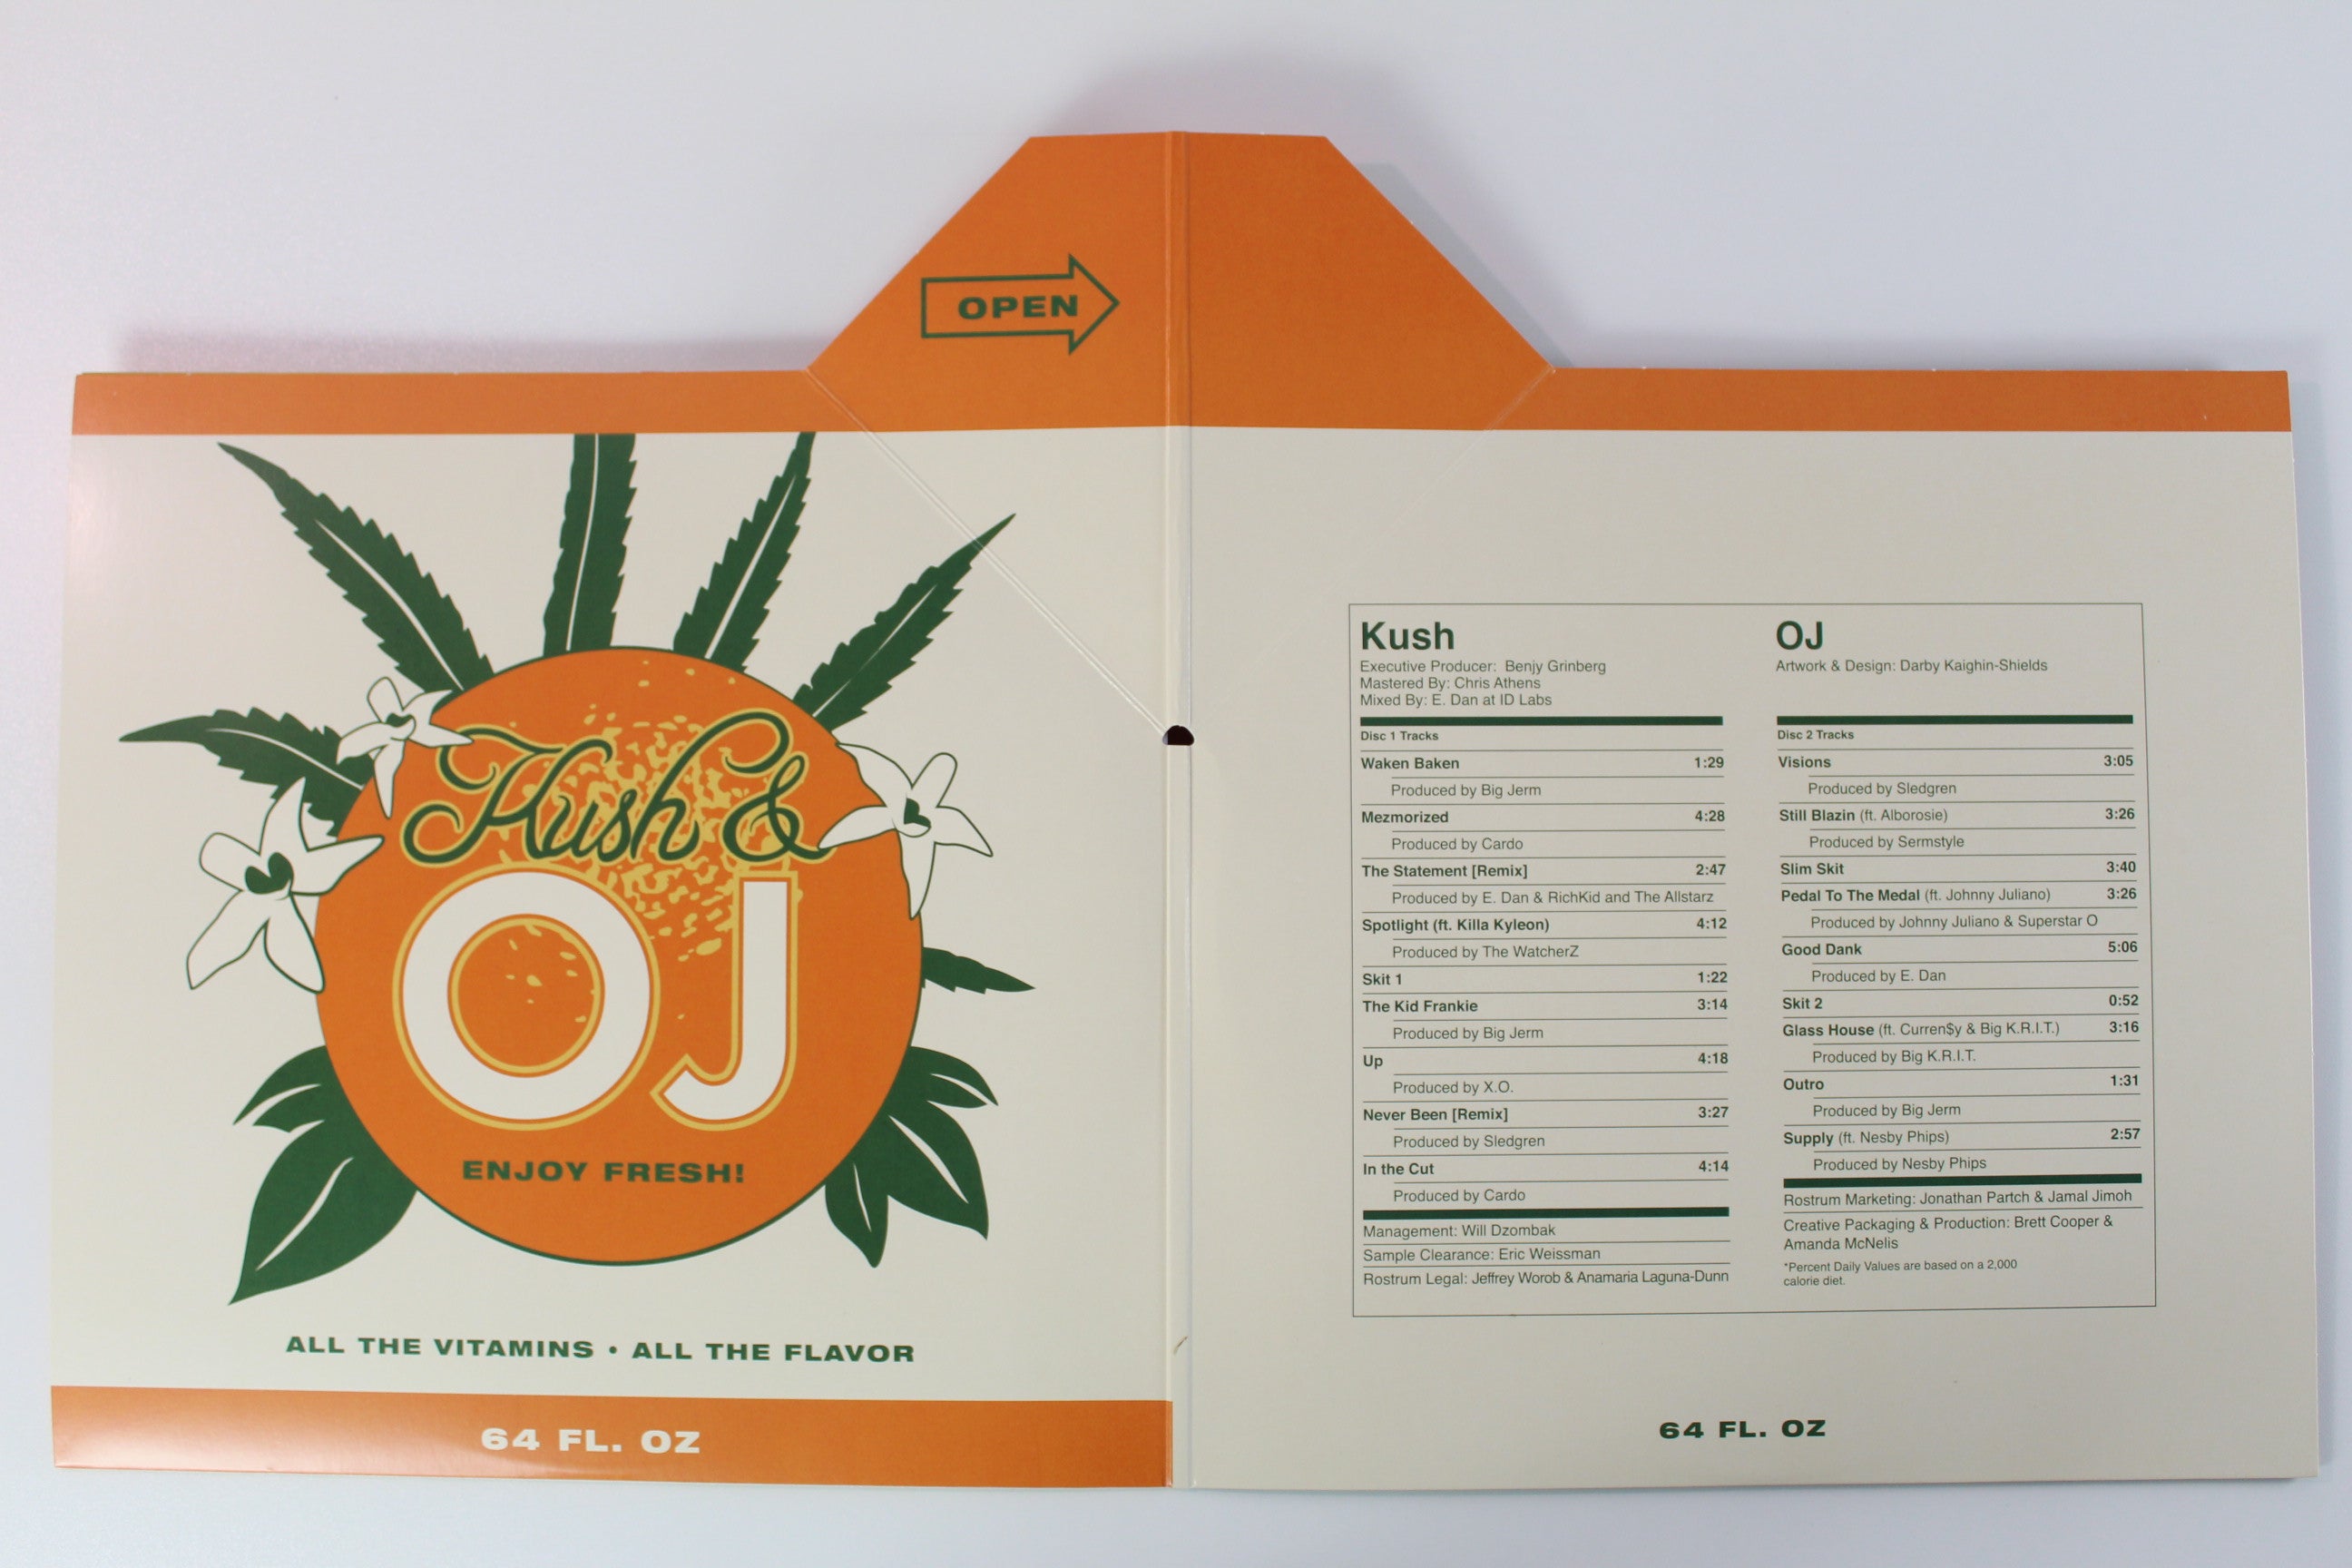 OPEN
Kush &
OJ
ENJOY FRESH!
ALL THE VITAMINS • ALL THE FLAVOR
64 FL. OZ
Kush
Executive Producer: Benjy Grinberg
Mastered By: Chris Athens
Mixed By: E. Dan at ID Labs
Disc 1 Tracks
Waken Baken 1:29
Produced by Big Jerm
Mezmorized 4:28
Produced by Cardo
The Statement [Remix] 2:47
Produced by E. Dan & RichKid and The Allstarz
Spotlight (ft. Killa Kyleon) 4:12
Produced by The WatcherZ
Skit 1 1:22
The Kid Frankie 3:14
Produced by Big Jerm
Up 4:18
Produced by X.O.
Never Been [Remix] 3:27
Produced by Sledgren
In the Cut 4:14
Produced by Cardo
Management: Will Dzombak
Sample Clearance: Eric Weissman
Rostrum Legal: Jeffrey Worob & Anamaria Laguna-Dunn
OJ
Artwork & Design: Darby Kaighin-Shields
Disc 2 Tracks
Visions 3:05
Produced by Sledgren
Still Blazin (ft. Alborosie) 3:26
Produced by Sermstyle
Slim Skit 3:40
Pedal To The Medal (ft. Johnny Juliano) 3:26
Produced by Johnny Juliano & Superstar O
Good Dank 5:06
Produced by E. Dan
Skit 2 0:52
Glass House (ft. Curren$y & Big K.R.I.T.) 3:16
Produced by Big K.R.I.T.
Outro 1:31
Produced by Big Jerm
Supply (ft. Nesby Phips) 2:57
Produced by Nesby Phips
Rostrum Marketing: Jonathan Partch & Jamal Jimoh
Creative Packaging & Production: Brett Cooper &
Amanda McNelis
*Percent Daily Values are based on a 2,000
calorie diet.
64 FL. OZ